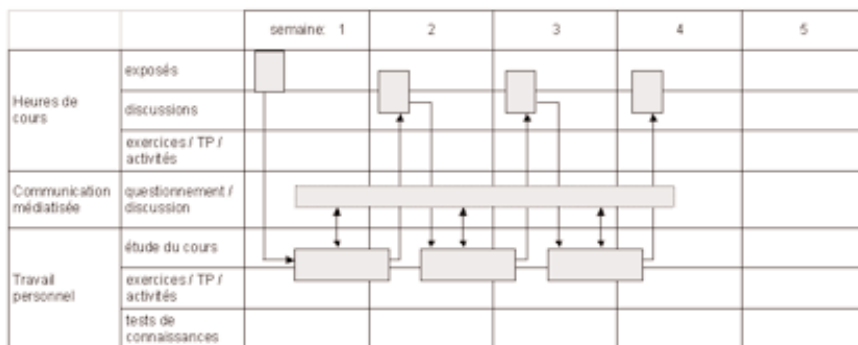 semaine: 1 2 3 4 5
exposés
Heures de
cours
discussions
exercices / TP /
activités
Communication
médiatisée
questionnement /
discussion
étude du cours
Travail
personnel
exercices / TP /
activités
tests de
connaissances